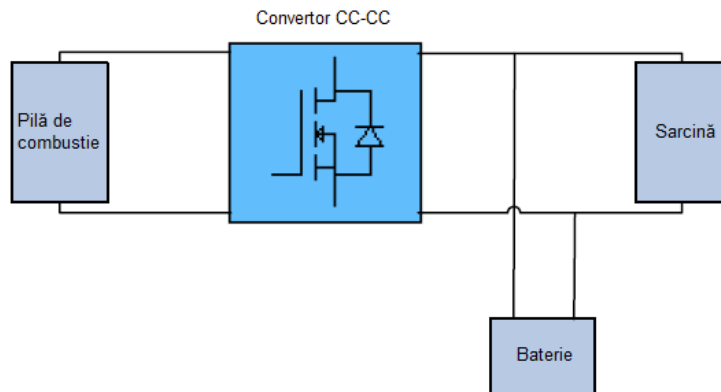 Convertor CC-CC
Pilă de
combustie
Sarcină
Baterie